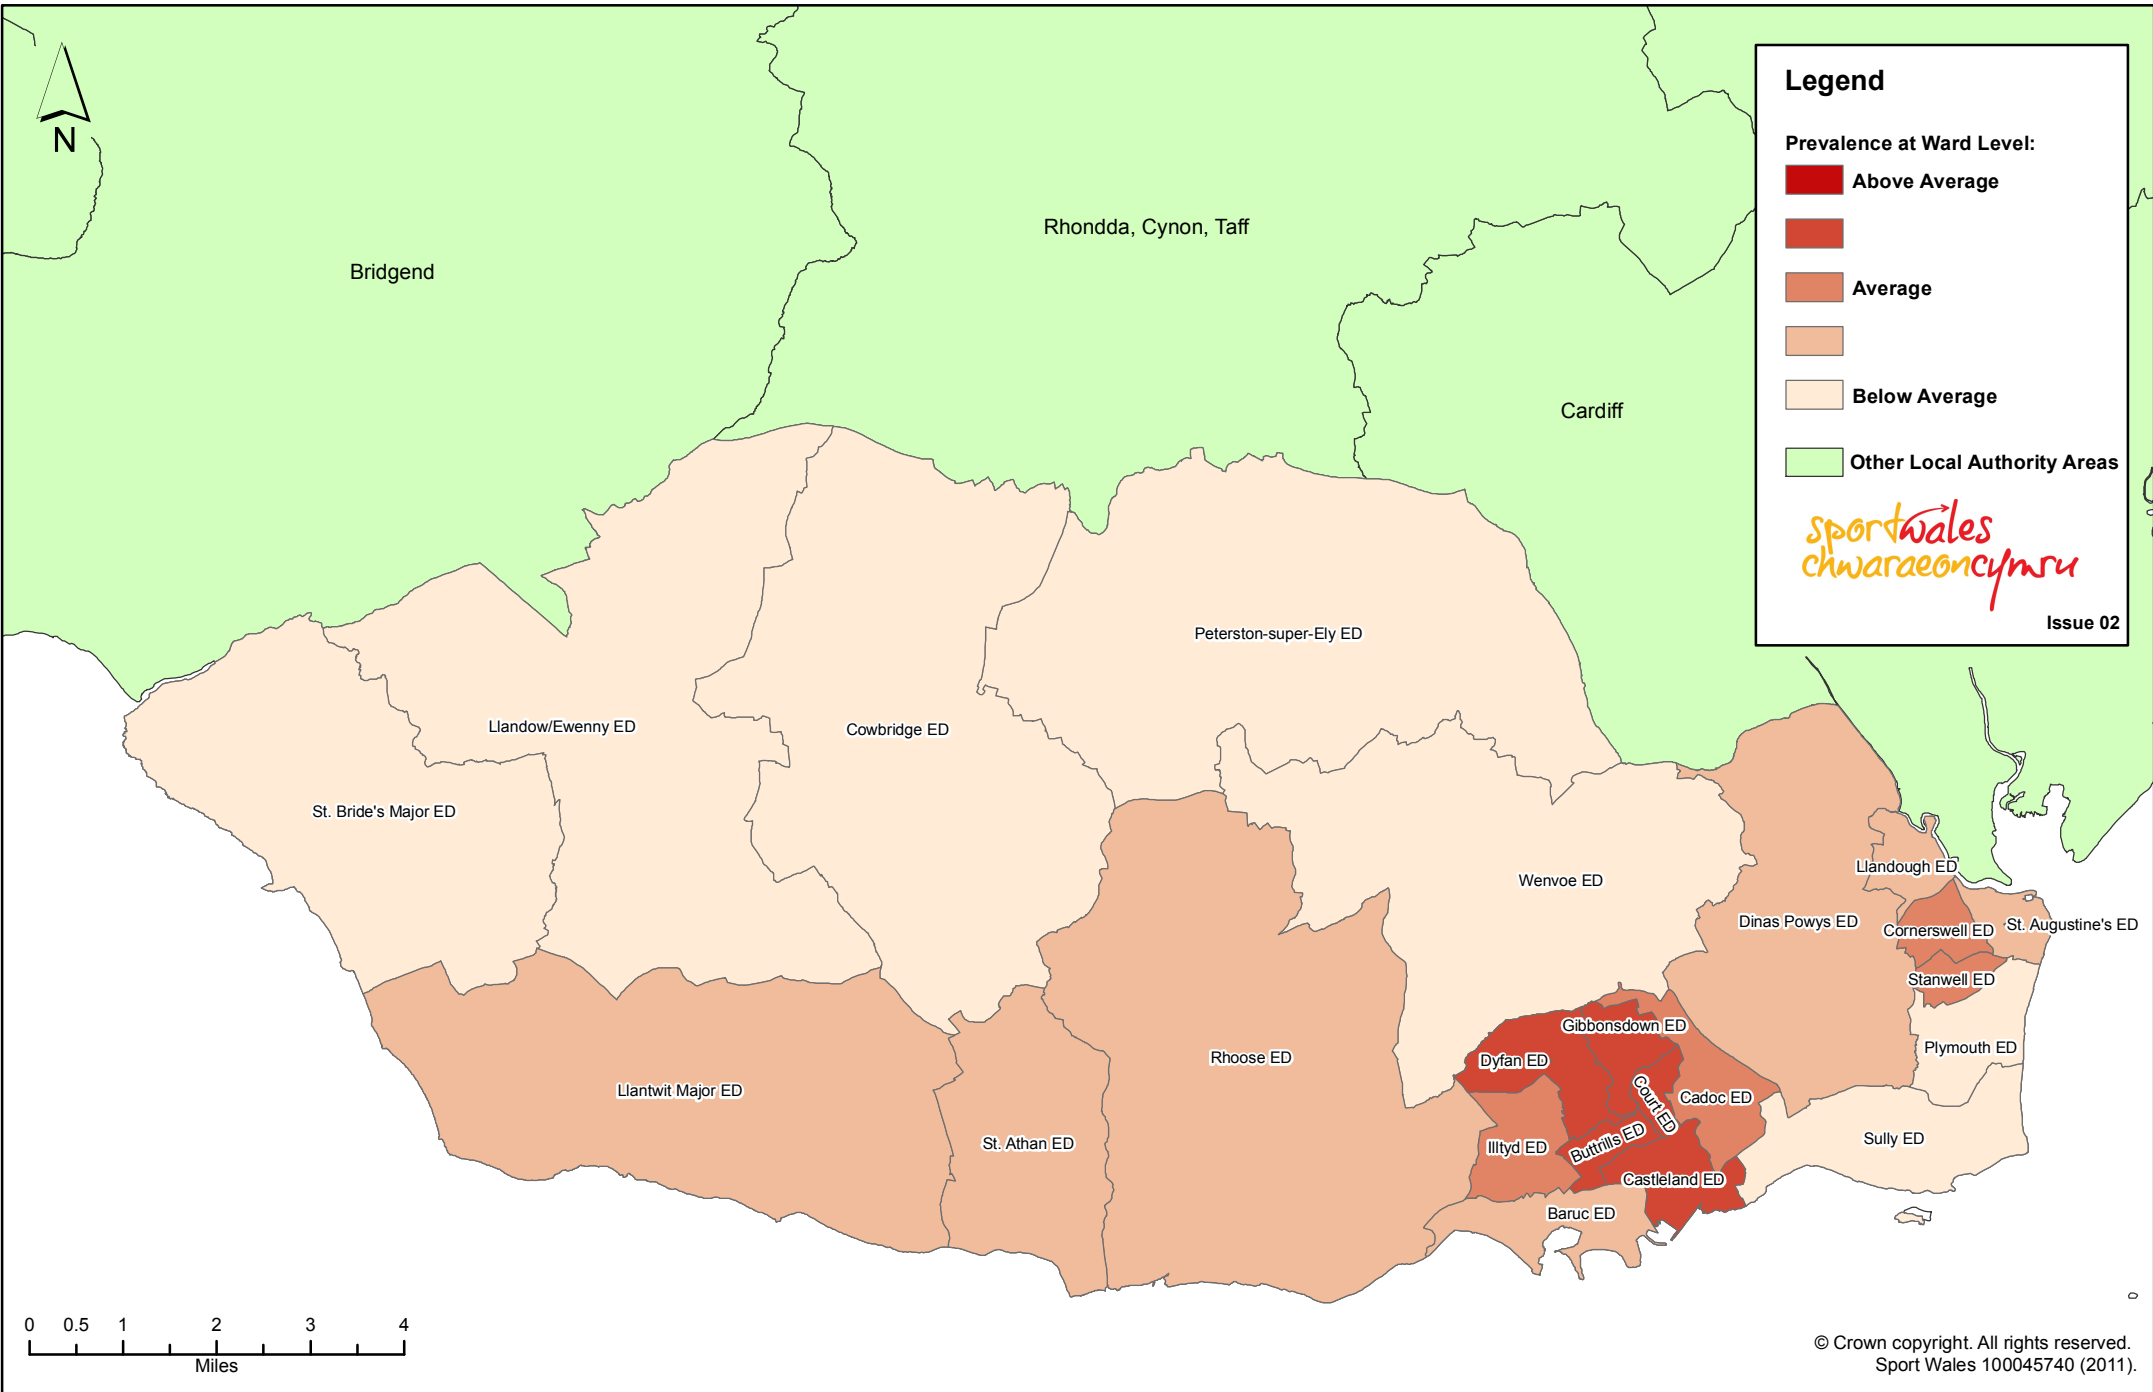 N
Bridgend
Rhondda, Cynon, Taff
Cardiff
Legend
Prevalence at Ward Level:
Above Average
Average
Below Average
Other Local Authority Areas
sportwales
chwaraeoncymru
Issue 02
Peterston-super-Ely ED
Llandow/Ewenny ED
Cowbridge ED
St. Bride's Major ED
Wenvoe ED
Llandough ED
Dinas Powys ED
Cornerswell ED
St. Augustine's ED
Stanwell ED
Gibbonsdown ED
Plymouth ED
Rhoose ED
Dyfan ED
Llantwit Major ED
Court ED
Cadoc ED
St. Athan ED
Illtyd ED
Buttrills ED
Sully ED
Castleland ED
Baruc ED
0 0.5 1 2 3 4
Miles
© Crown copyright. All rights reserved.
Sport Wales 100045740 (2011).